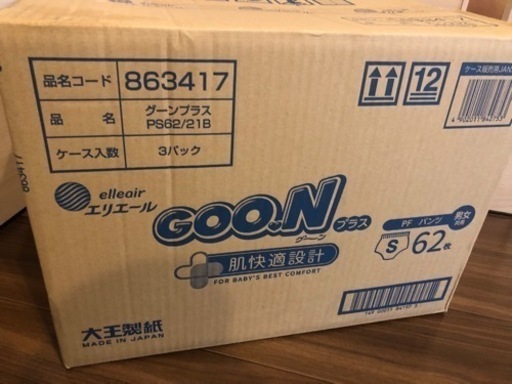 品名コード 863417
品名 グーンプラス
PS62/21B
ケース入数 3パック
12
ケース販売用JAN
863417
elleair
エリエール
GOO.N プラス
グーン
肌快適設計
FOR BABY'S BEST COMFORT
PF パンツ
男女
S 62枚
大王製紙
MADE IN JAPAN